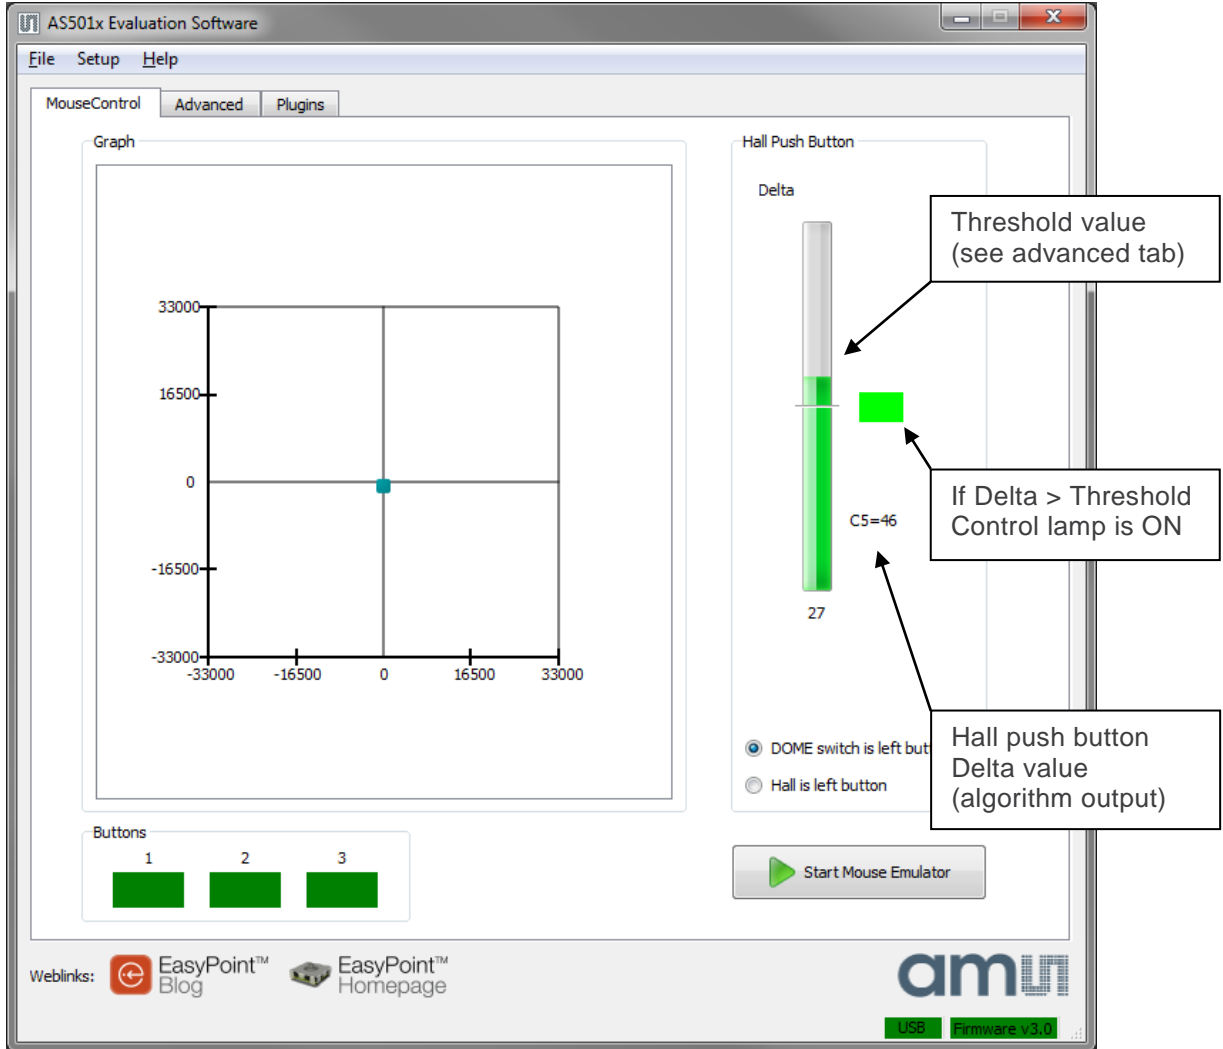 AS501x Evaluation Software
File Setup Help
MouseControl Advanced Plugins
Graph
33000
16500
0
-16500
-33000
-33000 -16500 0 16500 33000
Hall Push Button
Delta
C5=46
27
DOME switch is left but
Hall is left button
Threshold value
(see advanced tab)
If Delta > Threshold
Control lamp is ON
Hall push button
Delta value
(algorithm output)
Buttons
1 2 3
Start Mouse Emulator
Weblinks:
EasyPoint™
Blog
EasyPoint™
Homepage
am
USB Firmware v3.0